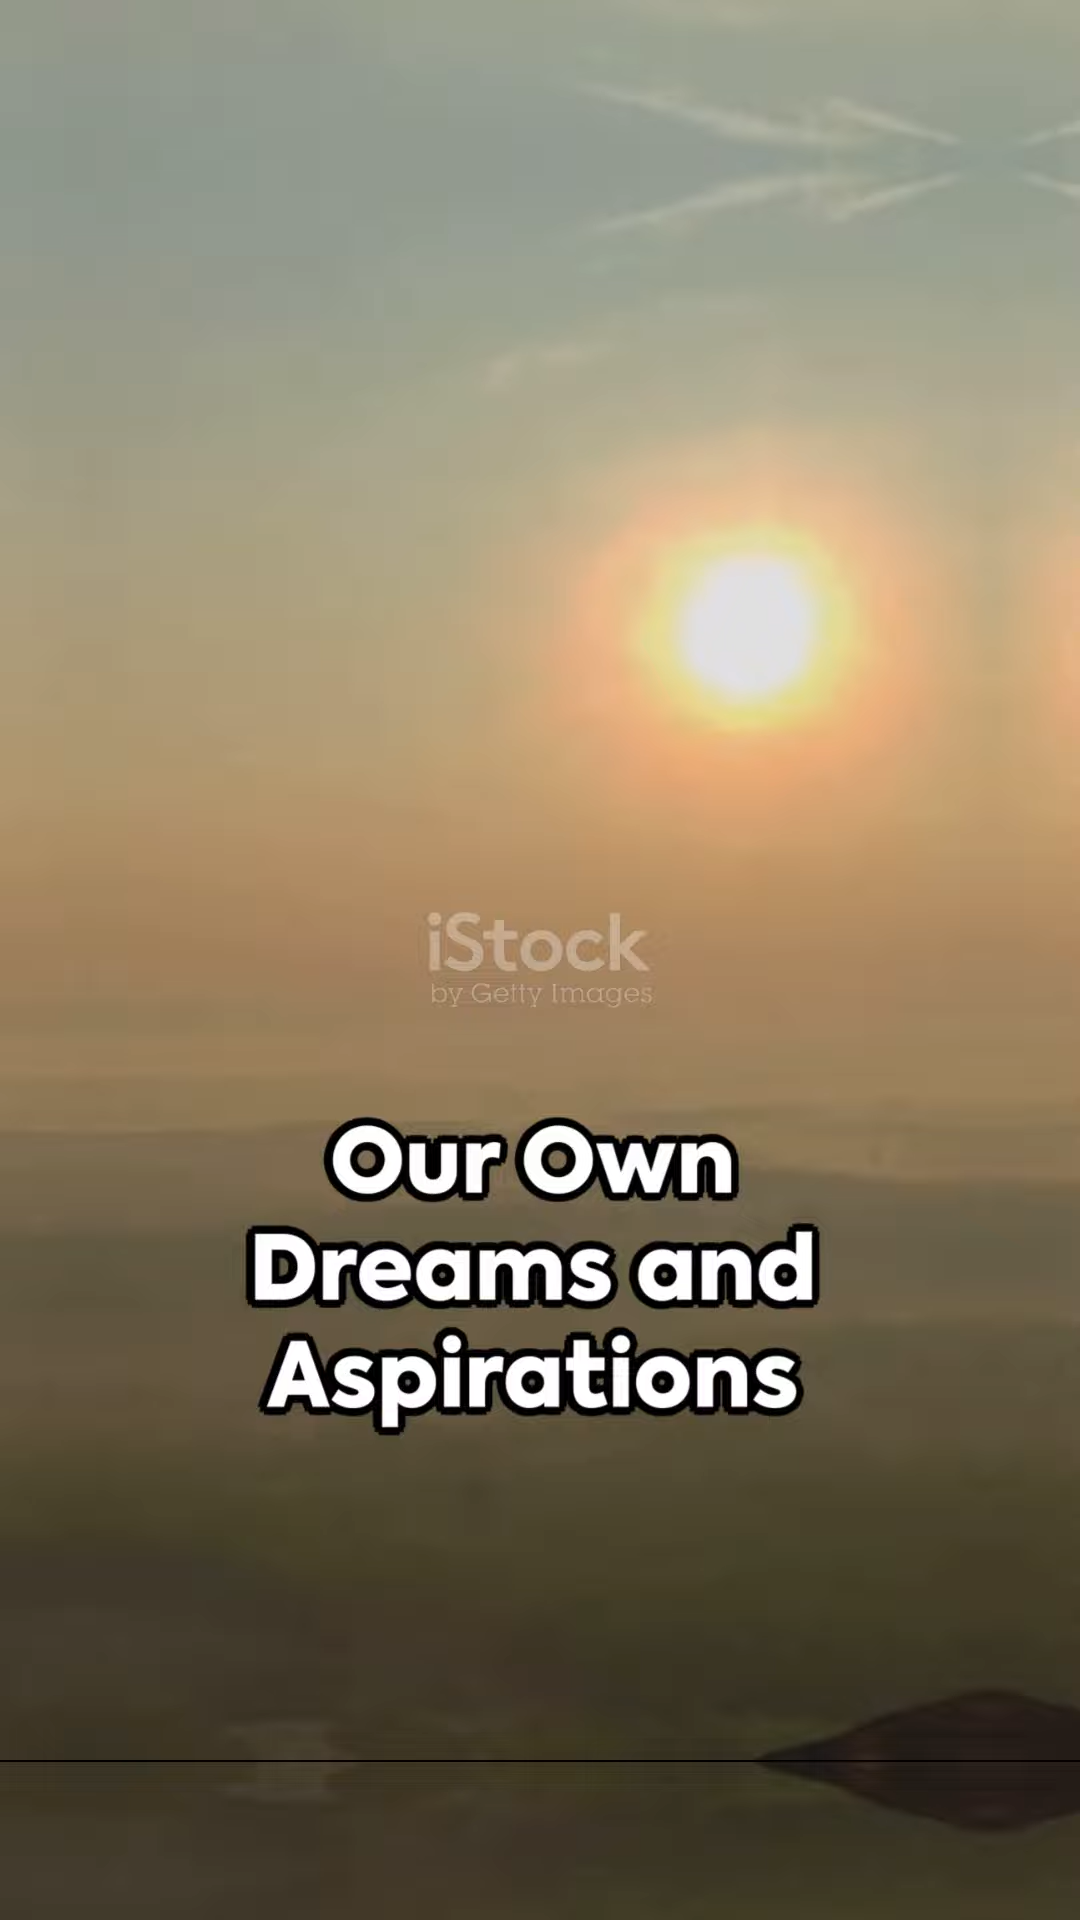 iStock
by Getty Images
Our Own
Dreams and
Aspirations